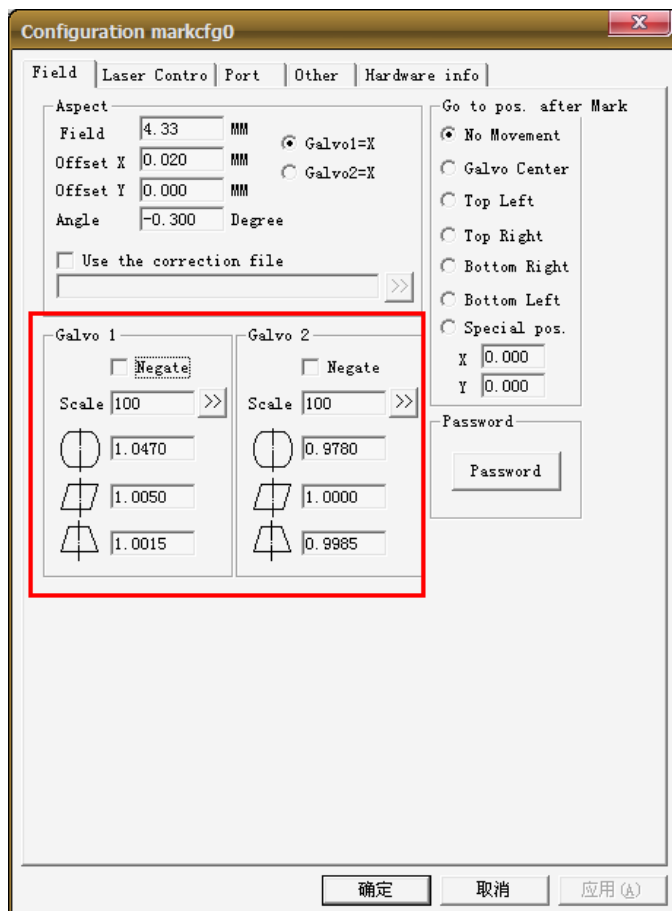 Configuration markcfg0
Field
Laser Contro
Port
Other
Hardware info
Aspect
Field 4.33 MM
Offset X 0.020 MM
Offset Y 0.000 MM
Angle -0.300 Degree
Galvo1=X
Galvo2=X
Use the correction file
>>
Go to pos. after Mark
No Movement
Galvo Center
Top Left
Top Right
Bottom Right
Bottom Left
Special pos.
X 0.000
Y 0.000
Galvo 1
Negate
Scale 100 >>
1.0470
1.0050
1.0015
Galvo 2
Negate
Scale 100 >>
0.9780
1.0000
0.9985
Password
Password
确定
取消
应用(A)